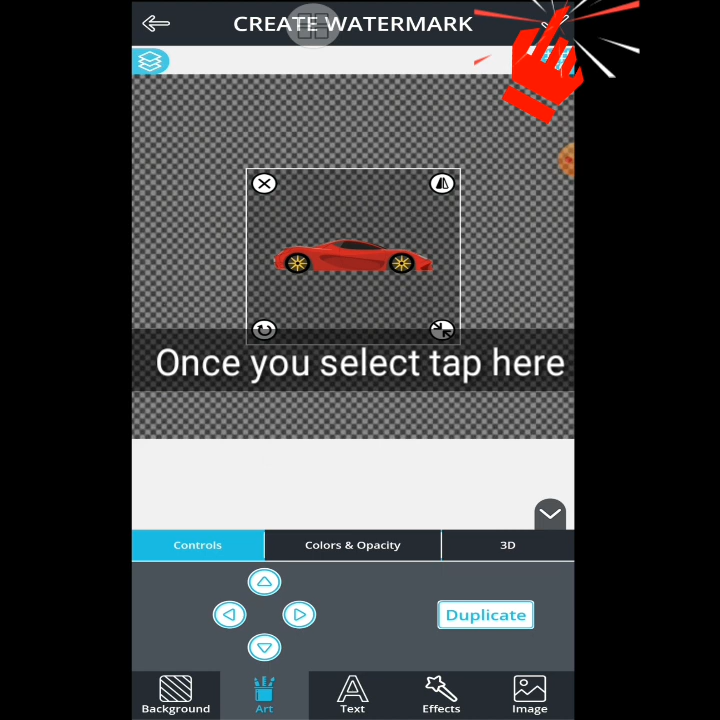 CREATE WATERMARK
Once you select tap here
Controls
Colors & Opacity
3D
Duplicate
Background
Art
Text
Effects
Image